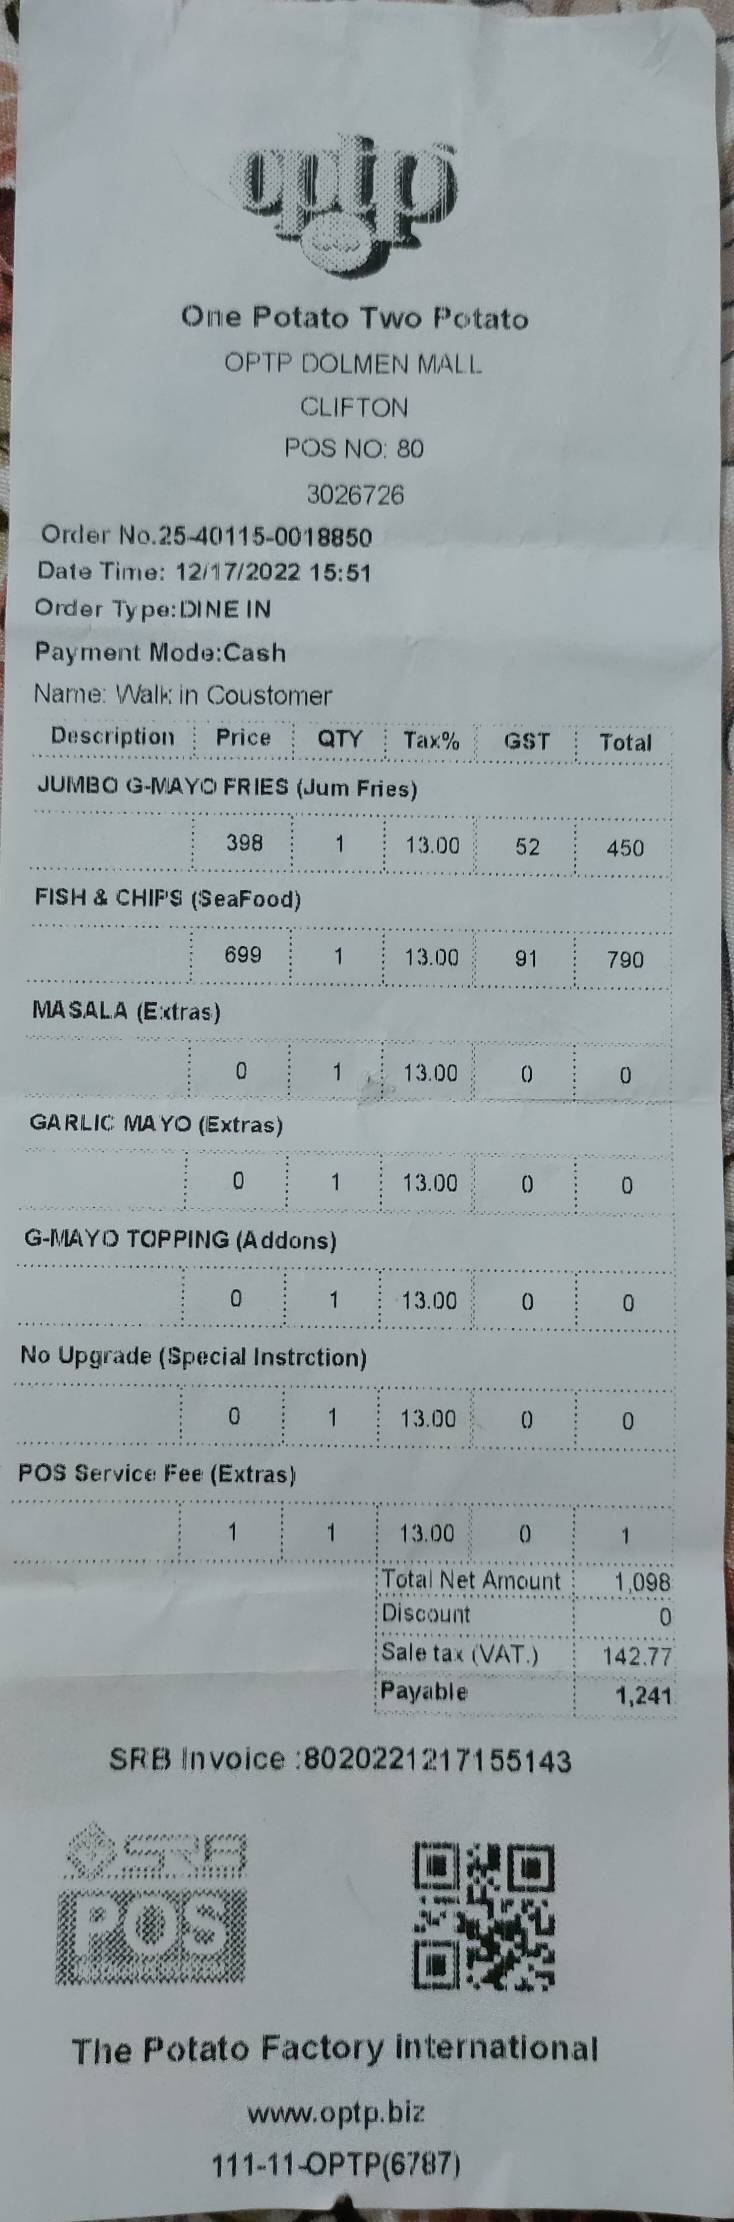 optp
One Potato Two Potato
OPTP DOLMEN MALL
CLIFTON
POS NO: 80
3026726
Order No.25-40115-0018850
Date Time: 12/17/2022 15:51
Order Type:DINE IN
Payment Mode:Cash
Name: Walk in Coustomer
Description Price QTY Tax% GST Total
JUMBO G-MAYO FRIES (Jum Fries)
398 1 13.00 52 450
FISH & CHIPS (SeaFood)
699 1 13.00 91 790
MASALA (Extras)
0 1 13.00 0 0
GARLIC MAYO (Extras)
0 1 13.00 0 0
G-MAYO TOPPING (Addons)
0 1 13.00 0 0
No Upgrade (Special Instrction)
0 1 13.00 0 0
POS Service Fee (Extras)
1 1 13.00 0 1
Total Net Amount 1,098
Discount 0
Sale tax (VAT.) 142.77
Payable 1,241
SRB Invoice :8020221217155143
SRB
POS
The Potato Factory international
www.optp.biz
111-11-OPTP(6787)